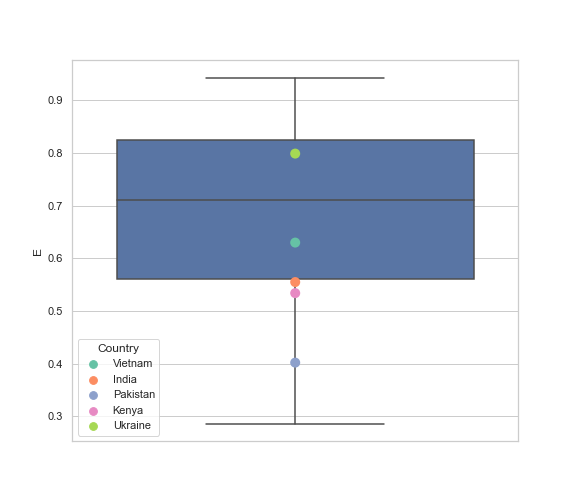 0.9
0.8
0.7
0.6
0.5
0.4
0.3
E
Country
Vietnam
India
Pakistan
Kenya
Ukraine